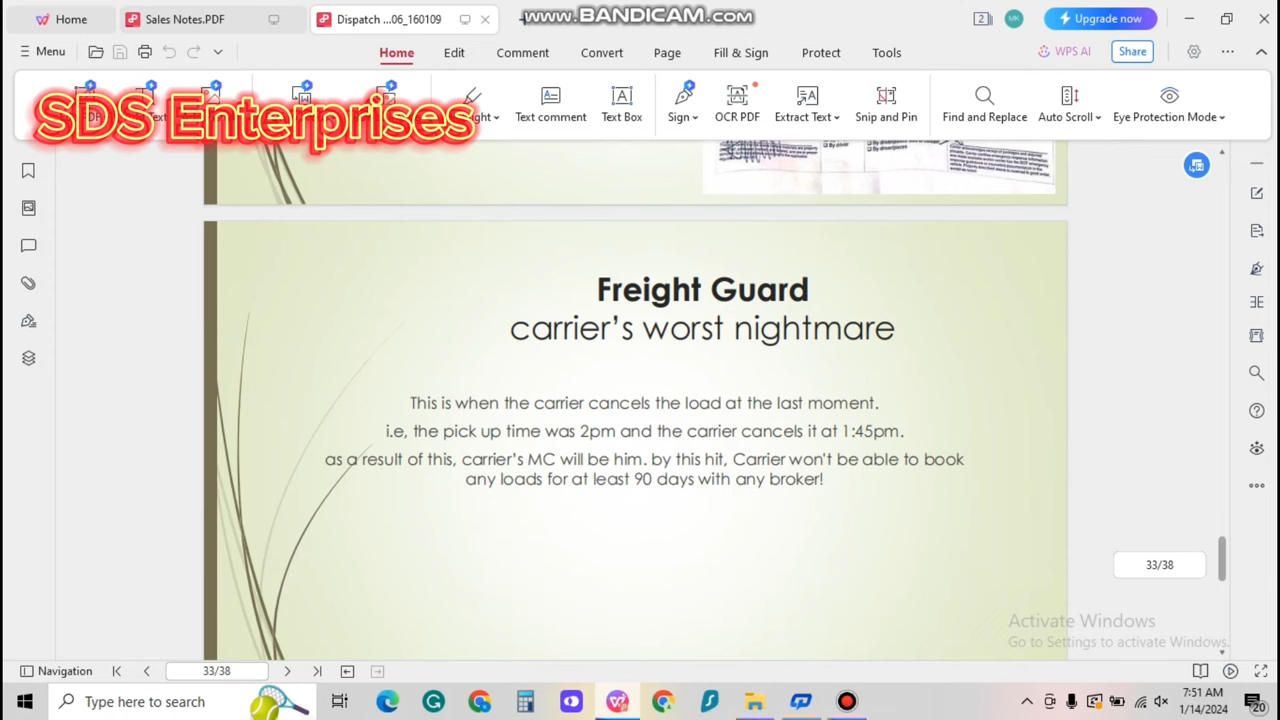 www.BANDICAM.com
Home
Sales Notes.PDF
Dispatch ...06_160109
2
MK
Upgrade now
Menu
Home
Edit
Comment
Convert
Page
Fill & Sign
Protect
Tools
WPS AI
Share
SDS Enterprises
Text comment
Text Box
Sign
OCR PDF
Extract Text
Snip and Pin
Find and Replace
Auto Scroll
Eye Protection Mode
Freight Guard
carrier's worst nightmare
This is when the carrier cancels the load at the last moment.
i.e, the pick up time was 2pm and the carrier cancels it at 1:45pm.
as a result of this, carrier's MC will be him. by this hit, Carrier won't be able to book
any loads for at least 90 days with any broker!
33/38
Activate Windows
Go to Settings to activate Windows.
Navigation
33/38
Type here to search
7:51 AM
1/14/2024
20